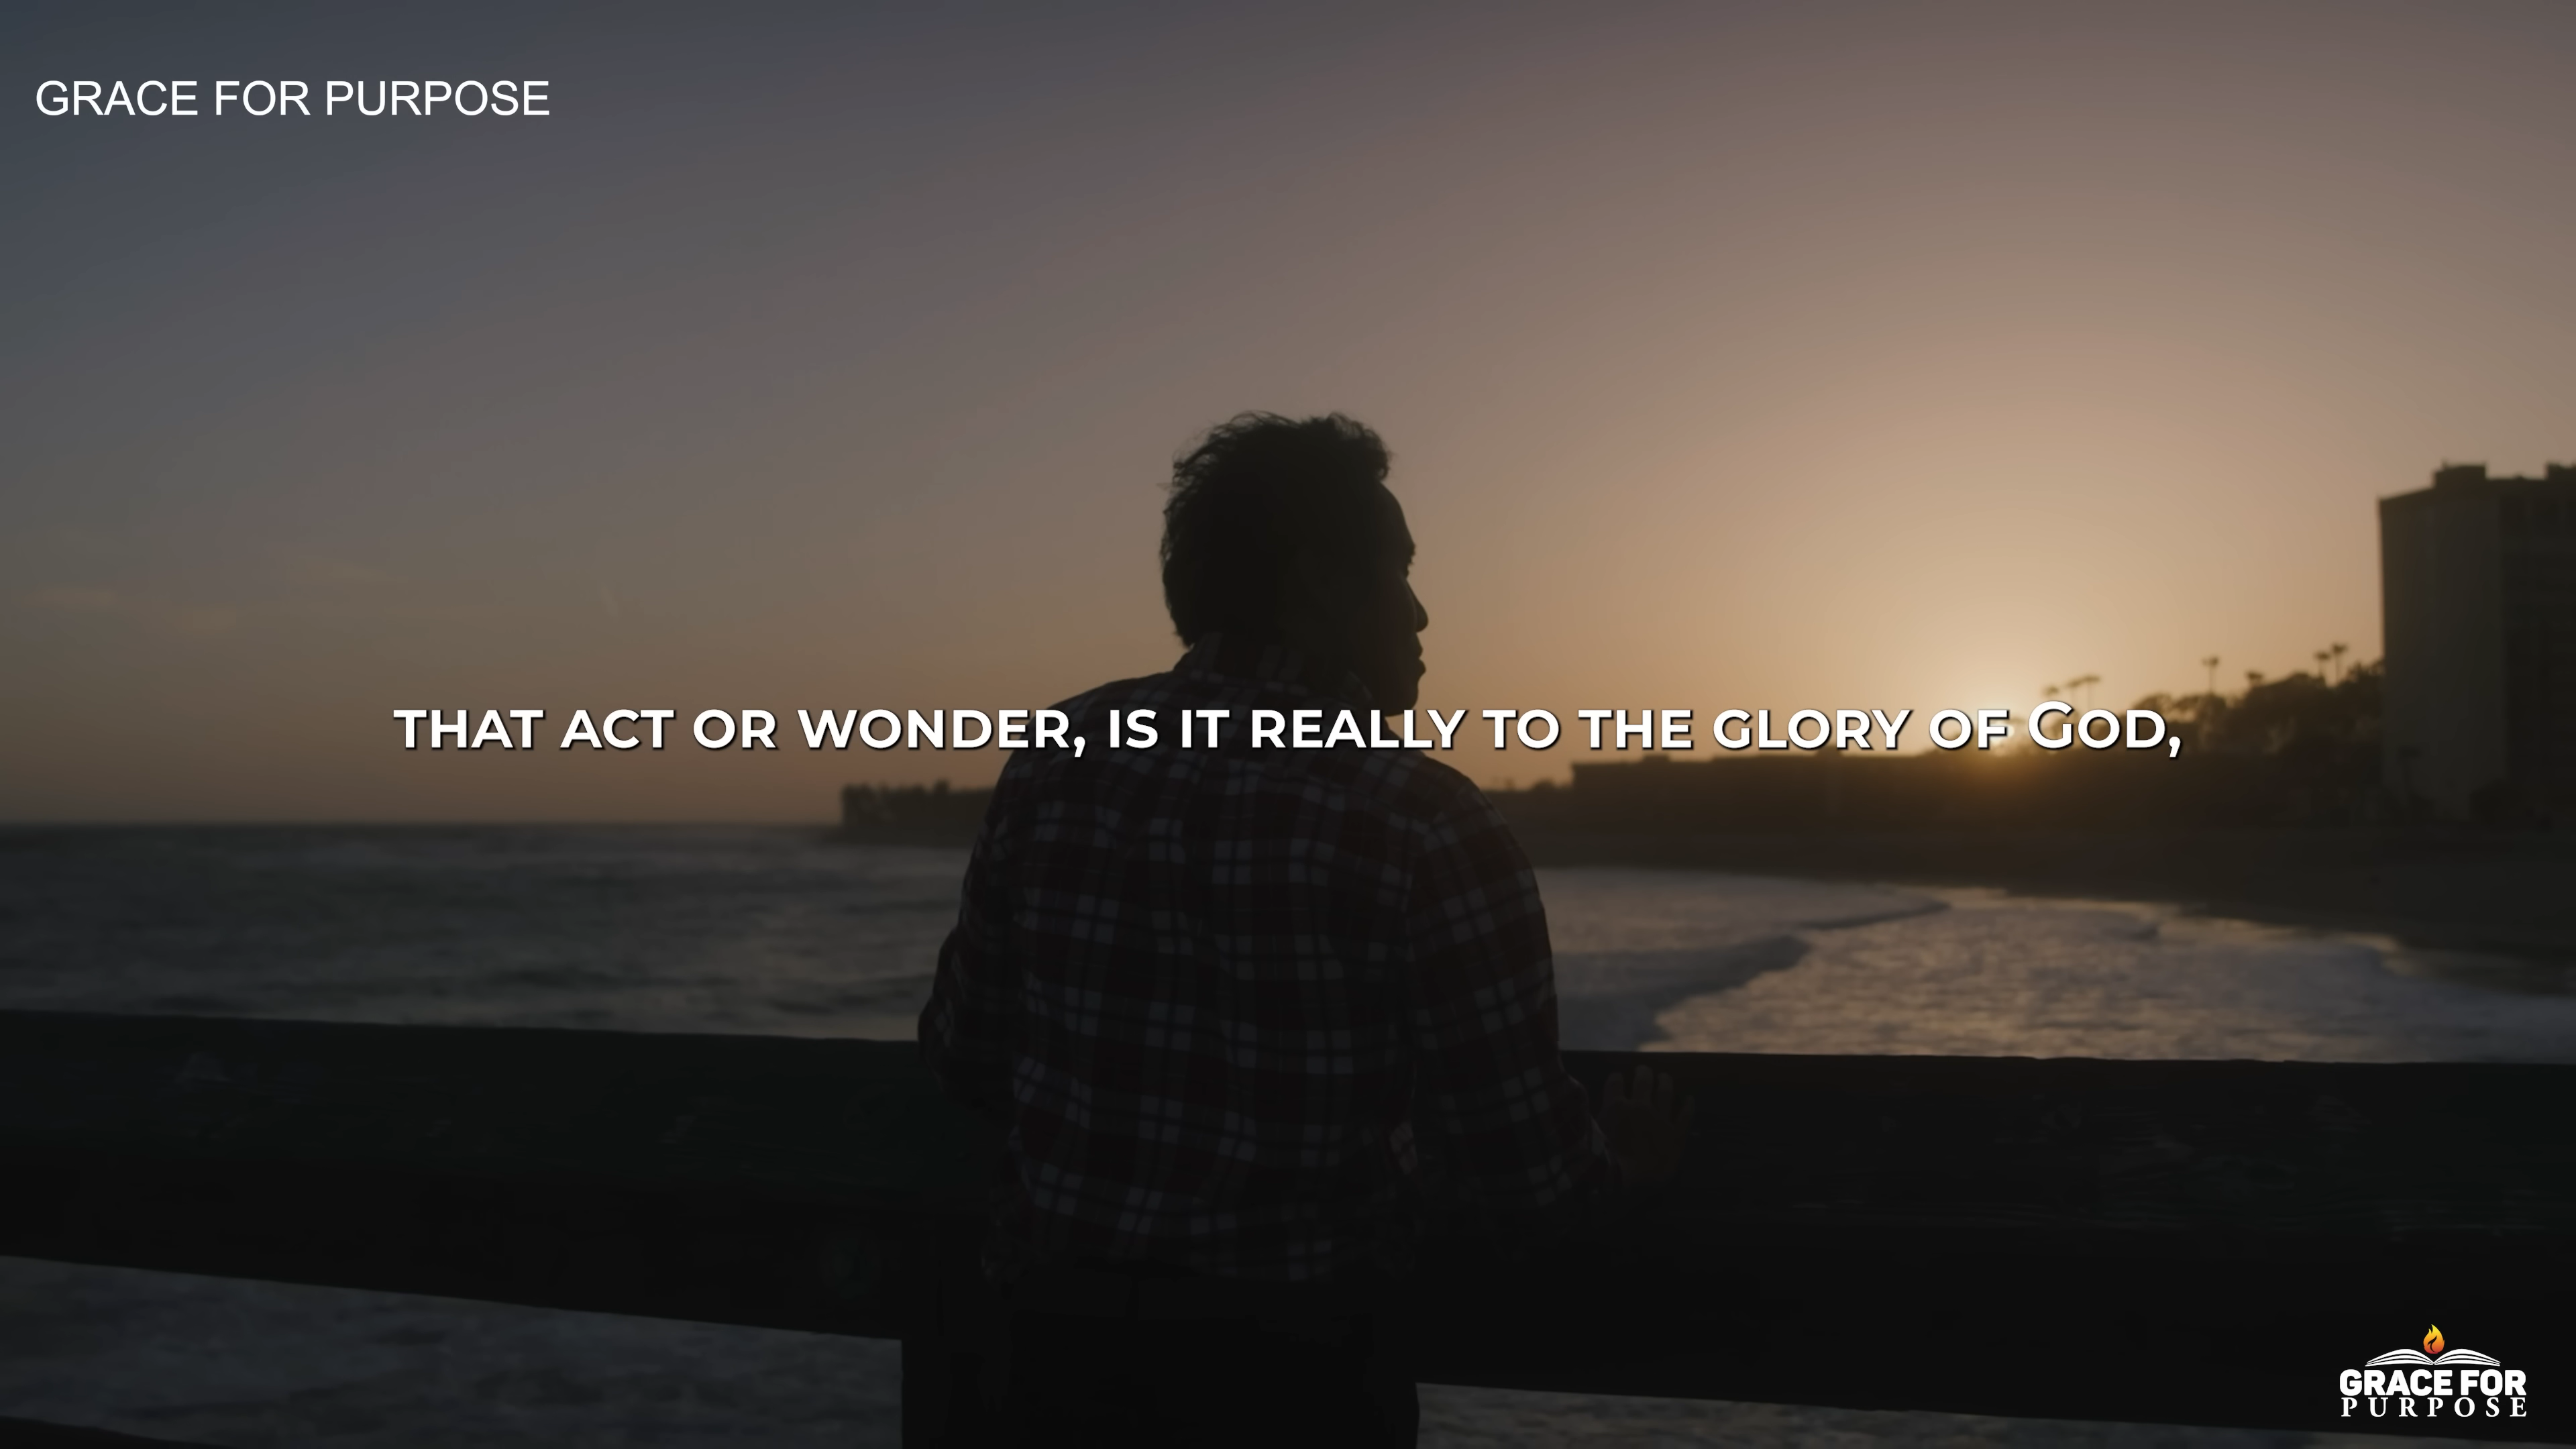 GRACE FOR PURPOSE
THAT ACT OR WONDER, IS IT REALLY TO THE GLORY OF GOD,
GRACE FOR
PURPOSE